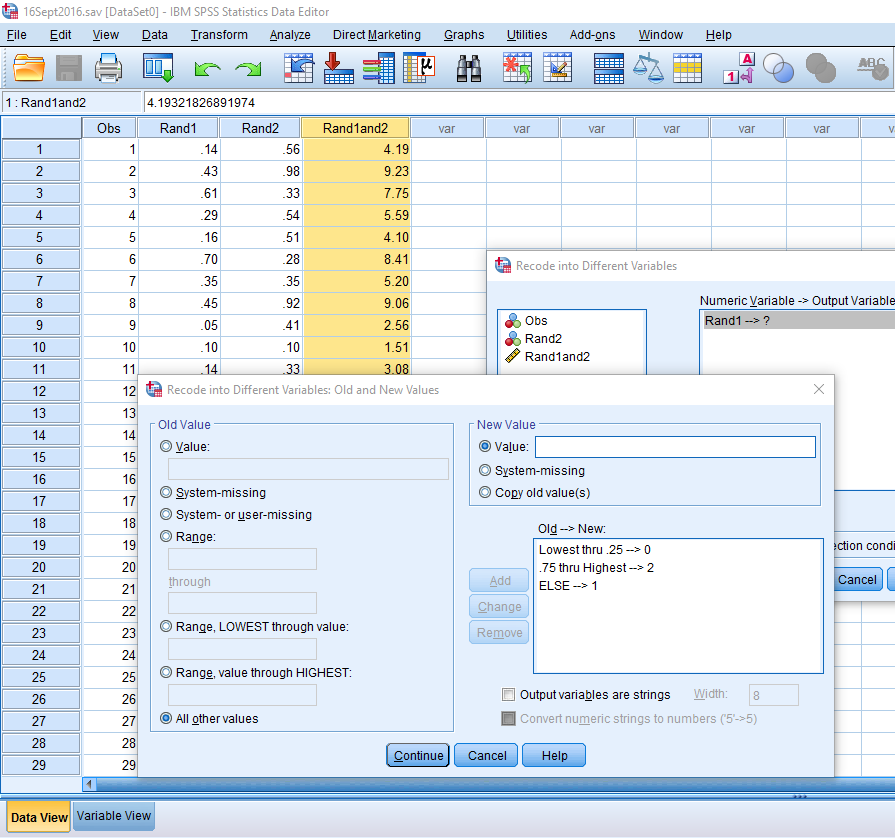 16Sept2016.sav [DataSet0] - IBM SPSS Statistics Data Editor
File Edit View Data Transform Analyze Direct Marketing Graphs Utilities Add-ons Window Help
μ A 1 4 ABC
1 : Rand1and2 4.19321826891974
Obs Rand1 Rand2 Rand1and2 var var var var var var
1 1 .14 .56 4.19
2 2 .43 .98 9.23
3 3 .61 .33 7.75
4 4 .29 .54 5.59
5 5 .16 .51 4.10
6 6 .70 .28 8.41
7 7 .35 .35 5.20
8 8 .45 .92 9.06
9 9 .05 .41 2.56
10 10 .10 .10 1.51
11 11 .14 .33 3.08
12 12
13 13
14 14
15 15
16 16
17 17
18 18
19 19
20 20
21 21
22 22
23 23
24 24
25 25
26 26
27 27
28 28
29 29
Recode into Different Variables
Numeric Variable -> Output Variable
Obs
Rand2
Rand1and2
Rand1 --> ?
Cancel
Recode into Different Variables: Old and New Values
Old Value
Value:
System-missing
System- or user-missing
Range:
through
Range, LOWEST through value:
Range, value through HIGHEST:
All other values
New Value
Value:
System-missing
Copy old value(s)
Old --> New:
Lowest thru .25 --> 0
.75 thru Highest --> 2
ELSE --> 1
Add
Change
Remove
Output variables are strings Width: 8
Convert numeric strings to numbers ('5'->5)
Continue Cancel Help
Data View Variable View